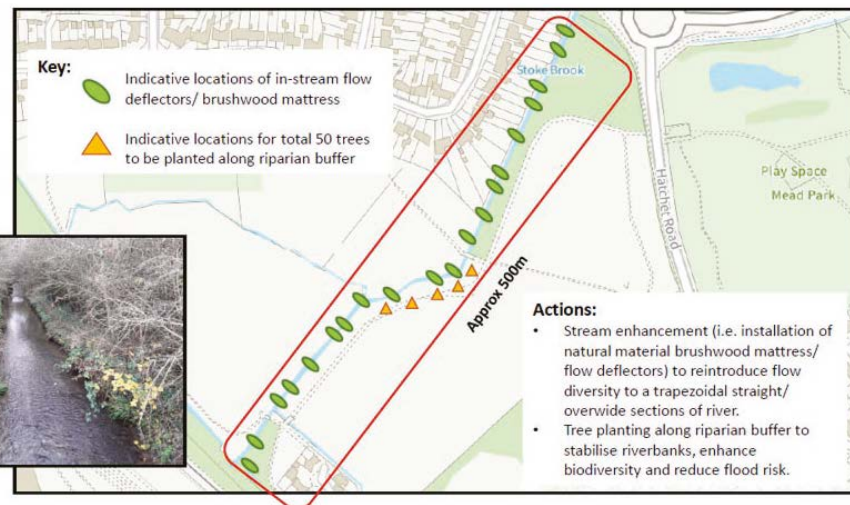 Key:
Indicative locations of in-stream flow
deflectors/ brushwood mattress
Indicative locations for total 50 trees
to be planted along riparian buffer
Stoke Brook
Hatchet Road
Play Space
Mead Park
Approx 500m
Actions:
• Stream enhancement (i.e. installation of
natural material brushwood mattress/
flow deflectors) to reintroduce flow
diversity to a trapezoidal straight/
overwide sections of river.
• Tree planting along riparian buffer to
stabilise riverbanks, enhance
biodiversity and reduce flood risk.